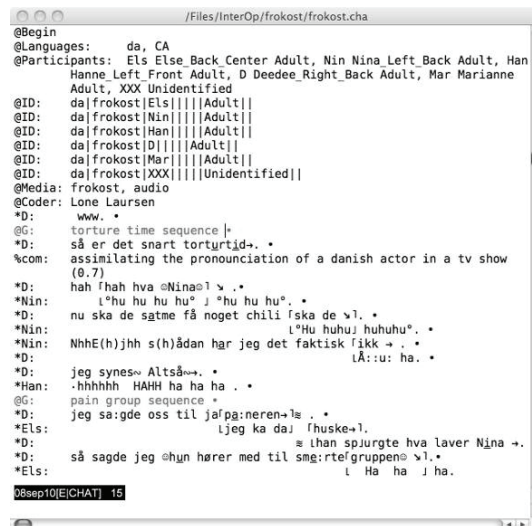 /Files/InterOp/frokost/frokost.cha
@Begin
@Languages: da, CA
@Participants: Els Else_Back_Center Adult, Nin Nina_Left_Back Adult, Han
Hanne_Left_Front Adult, D Deedee_Right_Back Adult, Mar Marianne
Adult, XXX Unidentified
@ID: da|frokost|Els|||||Adult||
@ID: da|frokost|Nin|||||Adult||
@ID: da|frokost|Han|||||Adult||
@ID: da|frokost|D|||||Adult||
@ID: da|frokost|Mar|||||Adult||
@ID: da|frokost|XXX|||||Unidentified||
@Media: frokost, audio
@Coder: Lone Laursen
*D: www. •
@G: torture time sequence •
*D: så er det snart torturtid→. •
%com: assimilating the pronounciation of a danish actor in a tv show
(0.7)
*D: hah ⌈hah hva ☺Nina☺⌉ ↘ .•
*Nin: ⌊°hu hu hu hu° ⌋ °hu hu hu°. •
*D: nu ska de satme få noget chili ⌈ska de ↘⌉. •
*Nin: ⌊°Hu huhu⌋ huhuhu°. •
*Nin: NhhE(h)jhh s(h)ådan har jeg det faktisk ⌈ikk → . •
*D: ⌊Å::u: ha. •
*D: jeg synes∾ Altså∾→. •
*Han: ·hhhhhh HAHH ha ha ha . •
@G: pain group sequence •
*D: jeg sa:gde oss til ja⌈pa:neren→⌉≋ . •
*Els: ⌊jeg ka da⌋ ⌈huske→⌉.
*D: ≋ ⌊han sp⌋urgte hva laver Nina →.
*D: så sagde jeg ☺hun hører med til sme:rte⌈gruppen☺ ↘⌉.•
*Els: ⌊ Ha ha ⌋ ha.
08sep10[E|CHAT] 15